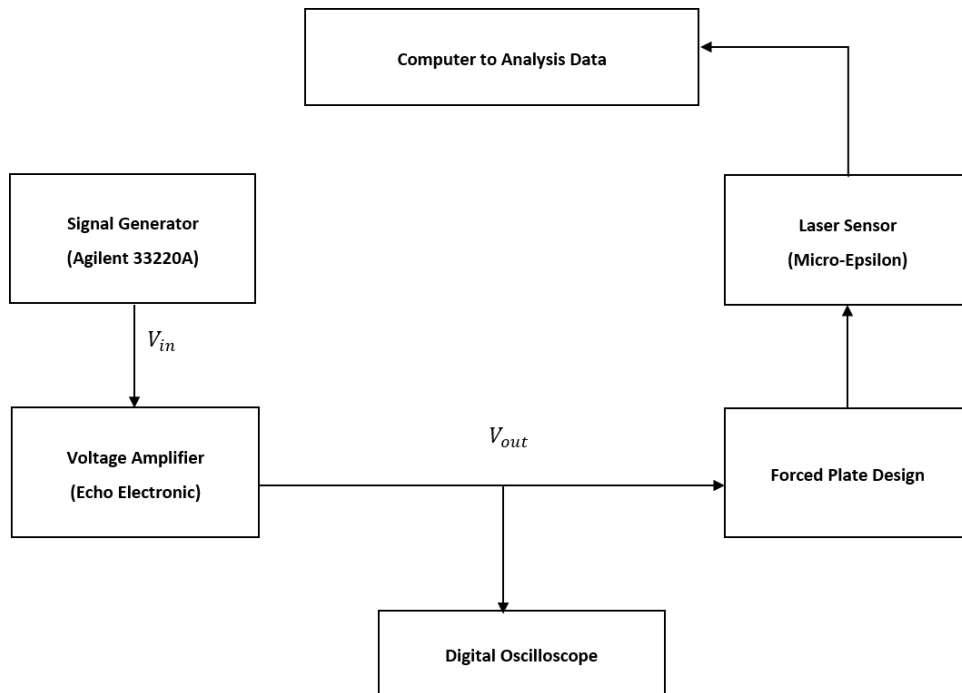 Computer to Analysis Data
Signal Generator
(Agilent 33220A)
Laser Sensor
(Micro-Epsilon)
V_in
Voltage Amplifier
(Echo Electronic)
V_out
Forced Plate Design
Digital Oscilloscope